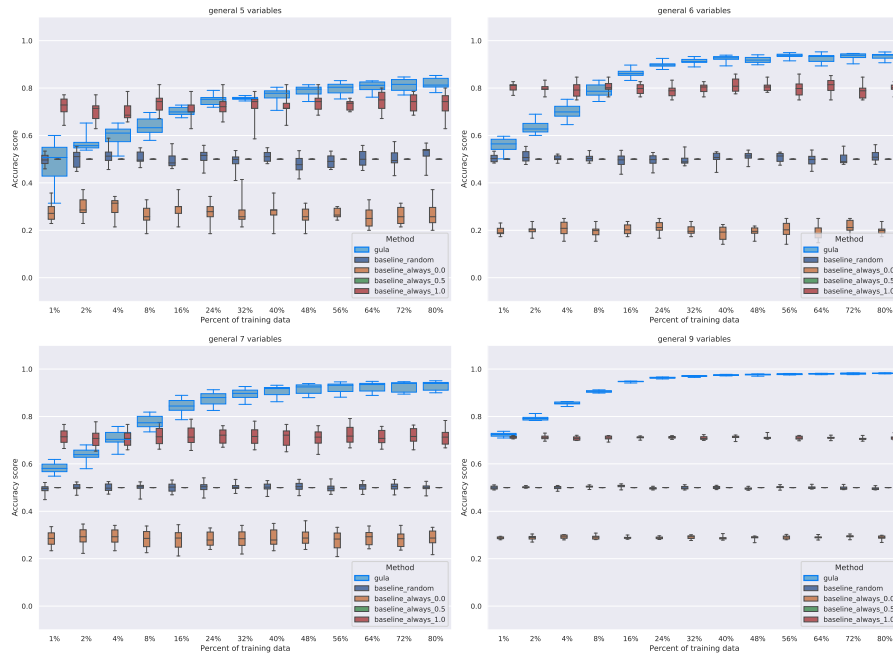 general 5 variables
1.0
0.8
0.6
0.4
0.2
0.0
Accuracy score
1% 2% 4% 8% 16% 24% 32% 40% 48% 56% 64% 72% 80%
Percent of training data
Method
gula
baseline_random
baseline_always_0.0
baseline_always_0.5
baseline_always_1.0
general 6 variables
1.0
0.8
0.6
0.4
0.2
0.0
Accuracy score
1% 2% 4% 8% 16% 24% 32% 40% 48% 56% 64% 72% 80%
Percent of training data
Method
gula
baseline_random
baseline_always_0.0
baseline_always_0.5
baseline_always_1.0
general 7 variables
1.0
0.8
0.6
0.4
0.2
0.0
Accuracy score
1% 2% 4% 8% 16% 24% 32% 40% 48% 56% 64% 72% 80%
Percent of training data
Method
gula
baseline_random
baseline_always_0.0
baseline_always_0.5
baseline_always_1.0
general 9 variables
1.0
0.8
0.6
0.4
0.2
0.0
Accuracy score
1% 2% 4% 8% 16% 24% 32% 40% 48% 56% 64% 72% 80%
Percent of training data
Method
gula
baseline_random
baseline_always_0.0
baseline_always_0.5
baseline_always_1.0